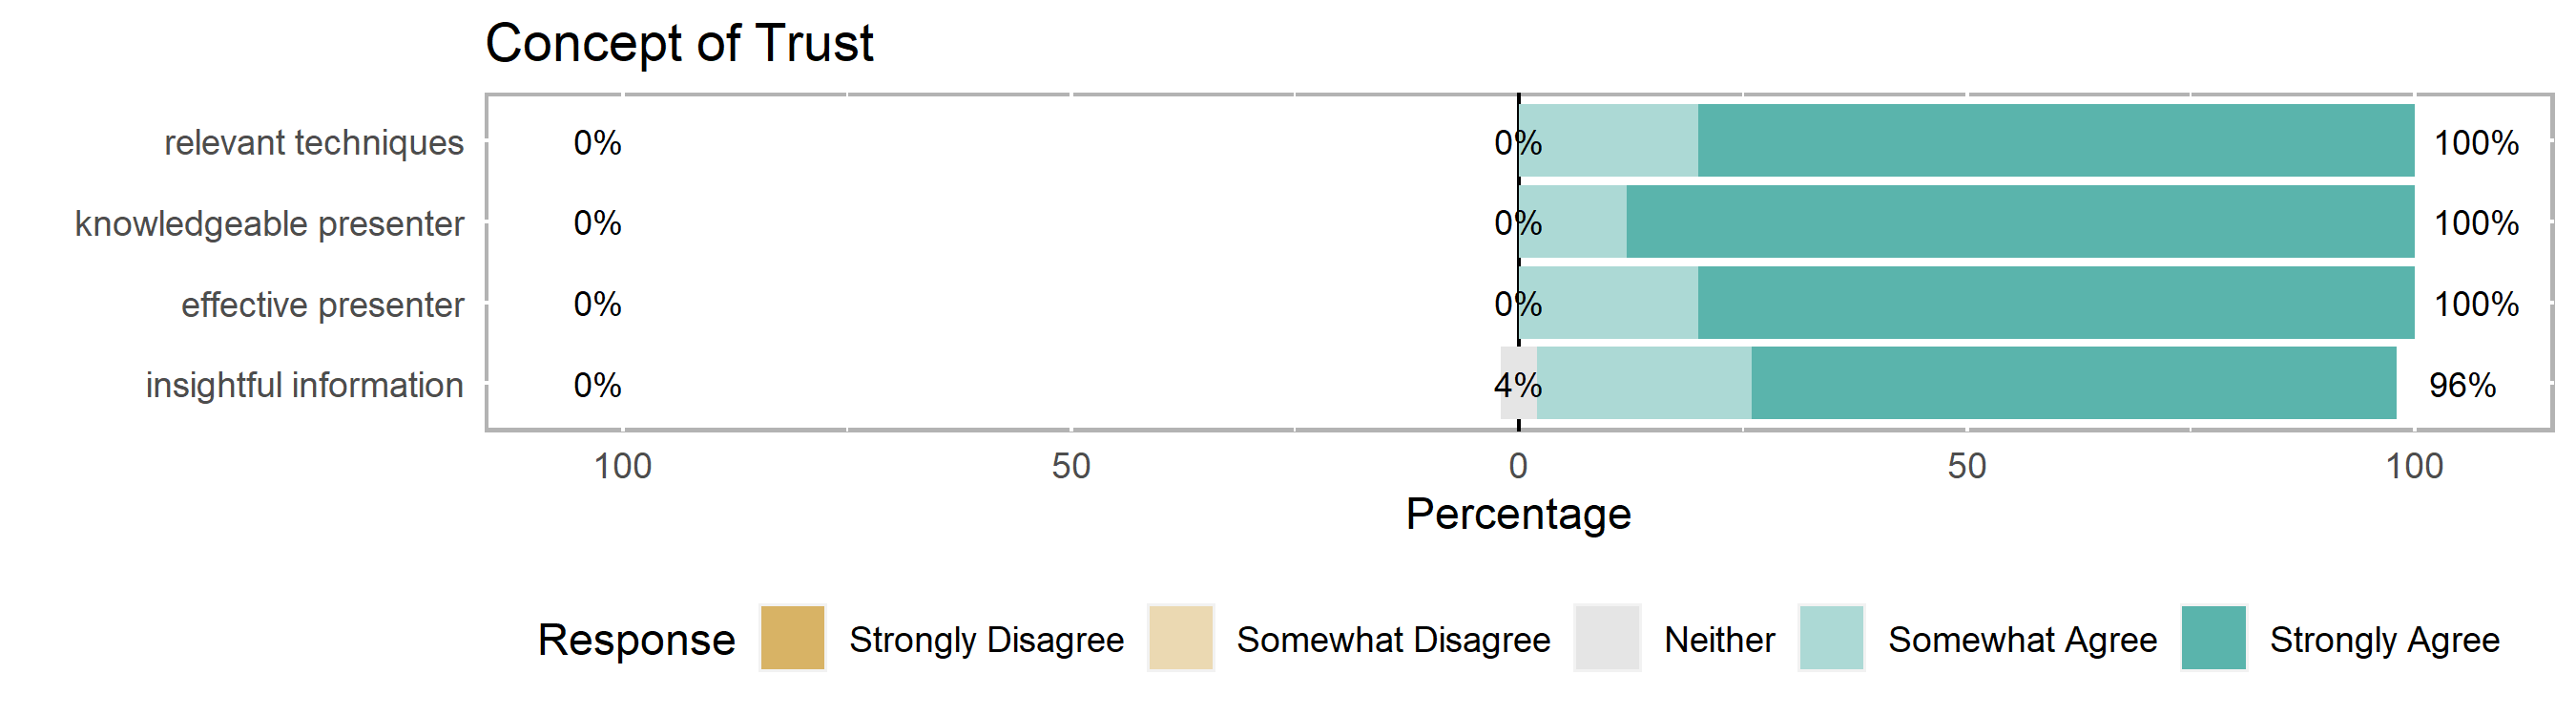 Concept of Trust
relevant techniques 0% 0% 100%
knowledgeable presenter 0% 0% 100%
effective presenter 0% 0% 100%
insightful information 0% 4% 96%
100 50 0 50 100
Percentage
Response Strongly Disagree Somewhat Disagree Neither Somewhat Agree Strongly Agree